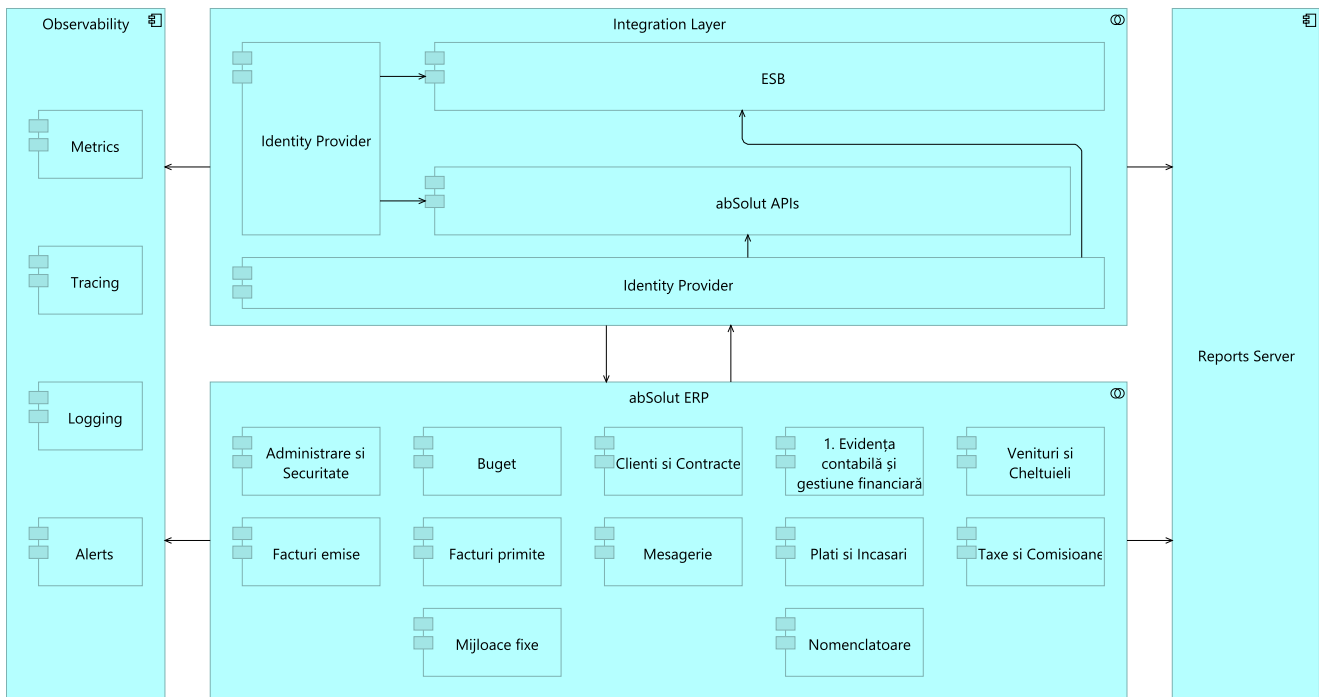 Observability
Metrics
Tracing
Logging
Alerts
Integration Layer
Identity Provider
ESB
abSolut APIs
Identity Provider
abSolut ERP
Administrare si
Securitate
Buget
Clienti si Contracte
1. Evidența
contabilă și
gestiune financiară
Venituri si
Cheltuieli
Facturi emise
Facturi primite
Mesagerie
Plati si Incasari
Taxe si Comisioane
Mijloace fixe
Nomenclatoare
Reports Server